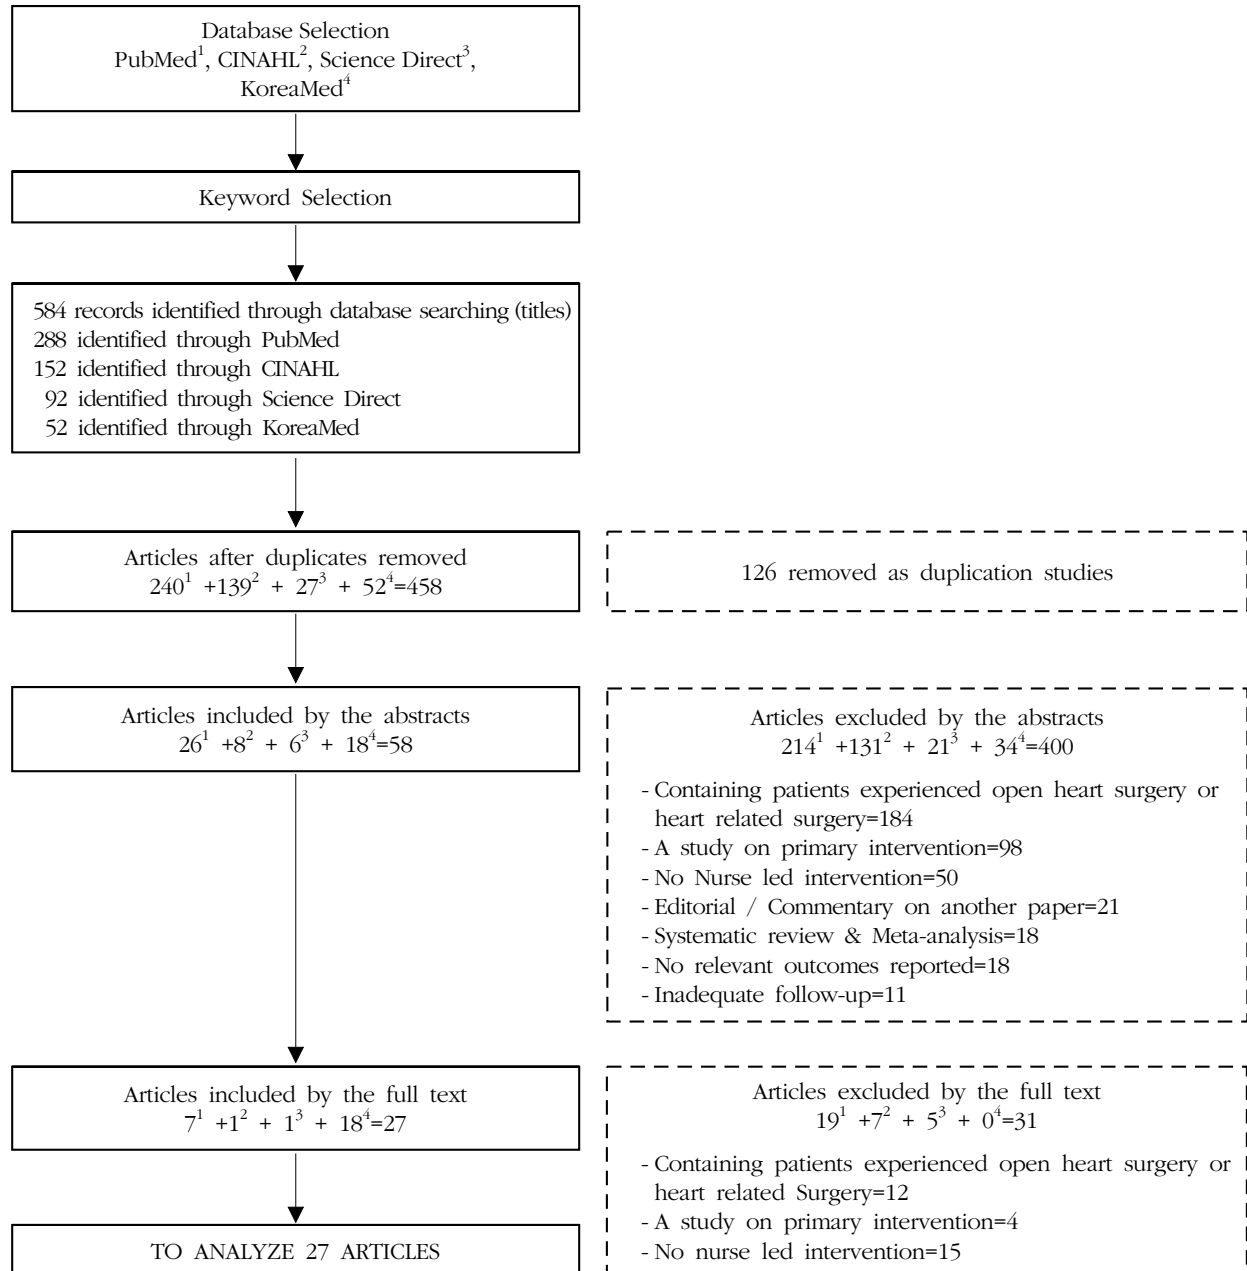 Database Selection
PubMed¹, CINAHL², Science Direct³,
KoreaMed⁴
Keyword Selection
584 records identified through database searching (titles)
288 identified through PubMed
152 identified through CINAHL
92 identified through Science Direct
52 identified through KoreaMed
Articles after duplicates removed
240¹ +139² + 27³ + 52⁴=458
126 removed as duplication studies
Articles included by the abstracts
26¹ +8² + 6³ + 18⁴=58
Articles excluded by the abstracts
214¹ +131² + 21³ + 34⁴=400
- Containing patients experienced open heart surgery or
heart related surgery=184
- A study on primary intervention=98
- No Nurse led intervention=50
- Editorial / Commentary on another paper=21
- Systematic review & Meta-analysis=18
- No relevant outcomes reported=18
- Inadequate follow-up=11
Articles included by the full text
7¹ +1² + 1³ + 18⁴=27
Articles excluded by the full text
19¹ +7² + 5³ + 0⁴=31
- Containing patients experienced open heart surgery or
heart related Surgery=12
- A study on primary intervention=4
- No nurse led intervention=15
TO ANALYZE 27 ARTICLES